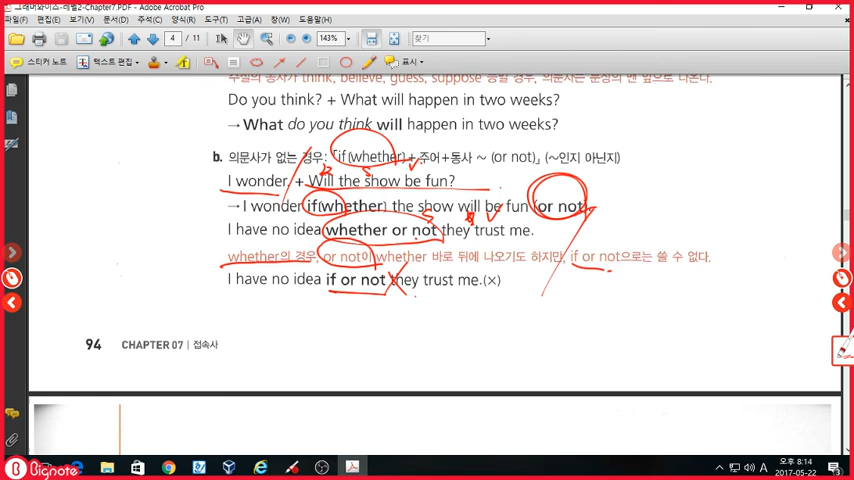 그래머와이즈-레벨2-Chapter7.PDF - Adobe Acrobat Pro
파일(F) 편집(E) 보기(V) 문서(D) 주석(C) 양식(R) 도구(T) 고급(A) 창(W) 도움말(H)
4 / 11 143% 찾기
스티커 노트 텍스트 편집 표시
주절의 동사가 think, believe, guess, suppose 등일 경우, 의문사는 문장의 맨 앞으로 나온다.
Do you think? + What will happen in two weeks?
→ What do you think will happen in two weeks?
b. 의문사가 없는 경우: 「if(whether)+주어+동사 ~ (or not)」 (~인지 아닌지)
I wonder. + Will the show be fun?
→ I wonder if(whether) the show will be fun (or not).
I have no idea whether or not they trust me.
whether의 경우, or not이 whether 바로 뒤에 나오기도 하지만, if or not으로는 쓸 수 없다.
I have no idea if or not they trust me.(×)
94 CHAPTER 07 | 접속사
Bignote
A 오후 8:14
2017-05-22